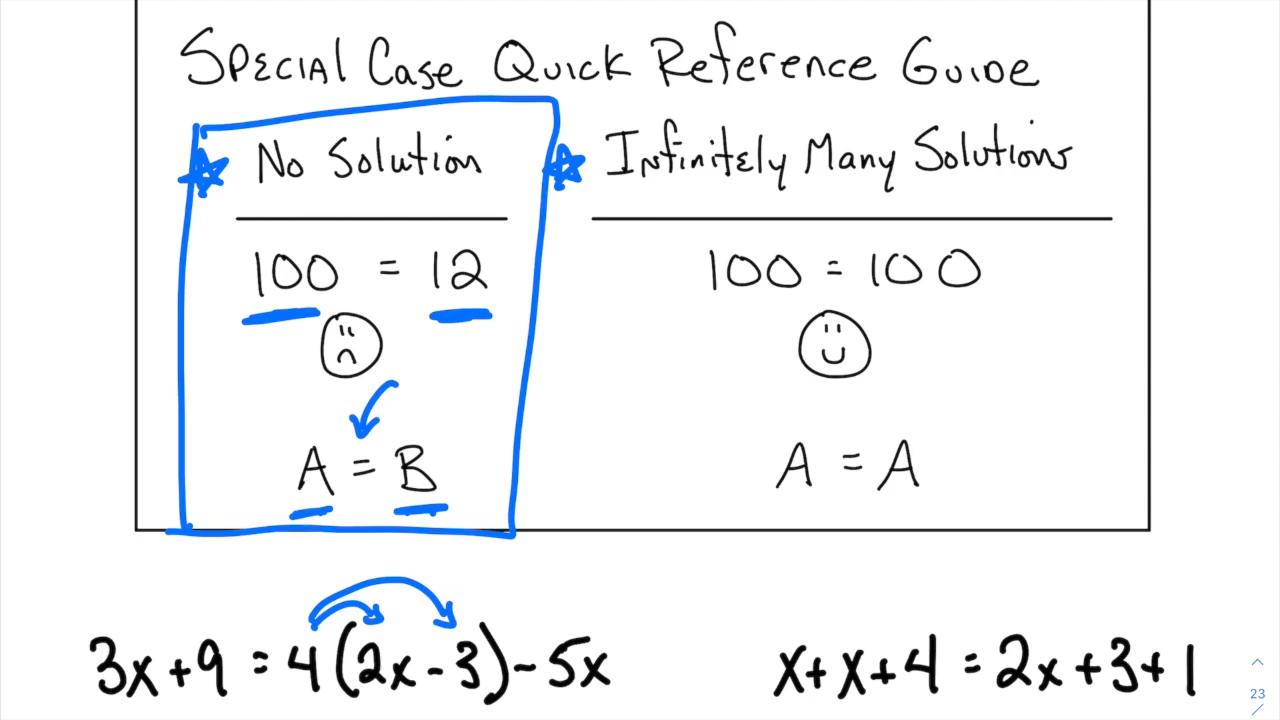 Special Case Quick Reference Guide
No Solution
Infinitely Many Solutions
100 = 12
100 = 100
A = B
A = A
3x + 9 = 4(2x - 3) - 5x
x + x + 4 = 2x + 3 + 1
23